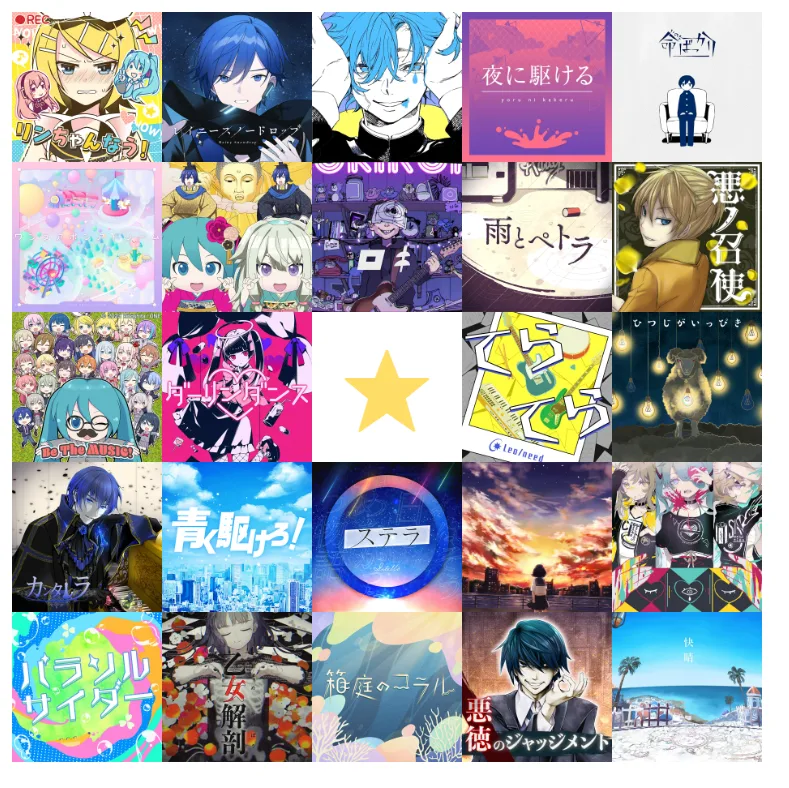 REC
リンちゃんなう!
レイニースノードロップ
夜に駆ける
yoru ni kakeru
命ばっかり
ロキ
雨とペトラ
悪ノ召使
Be The MUSIC!
ダーリンダンス
てらてら
Leo/need
ひつじがいっぴき
カンタレラ
青く駆けろ!
ステラ
パラソルサイダー
乙女解剖
箱庭のコラル
悪徳のジャッジメント
快晴